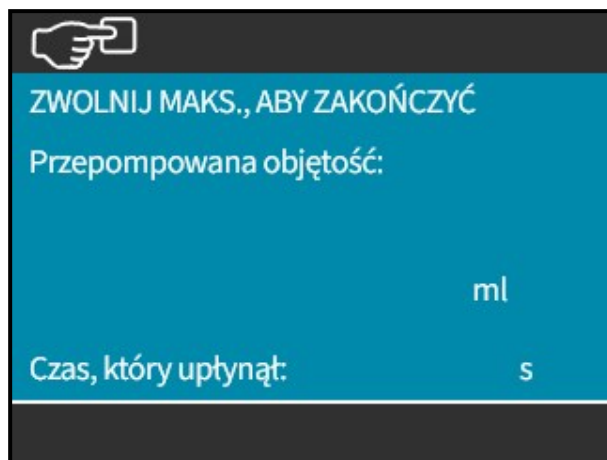 ZWOLNIJ MAKS., ABY ZAKOŃCZYĆ
Przepompowana objętość:
ml
Czas, który upłynął: s